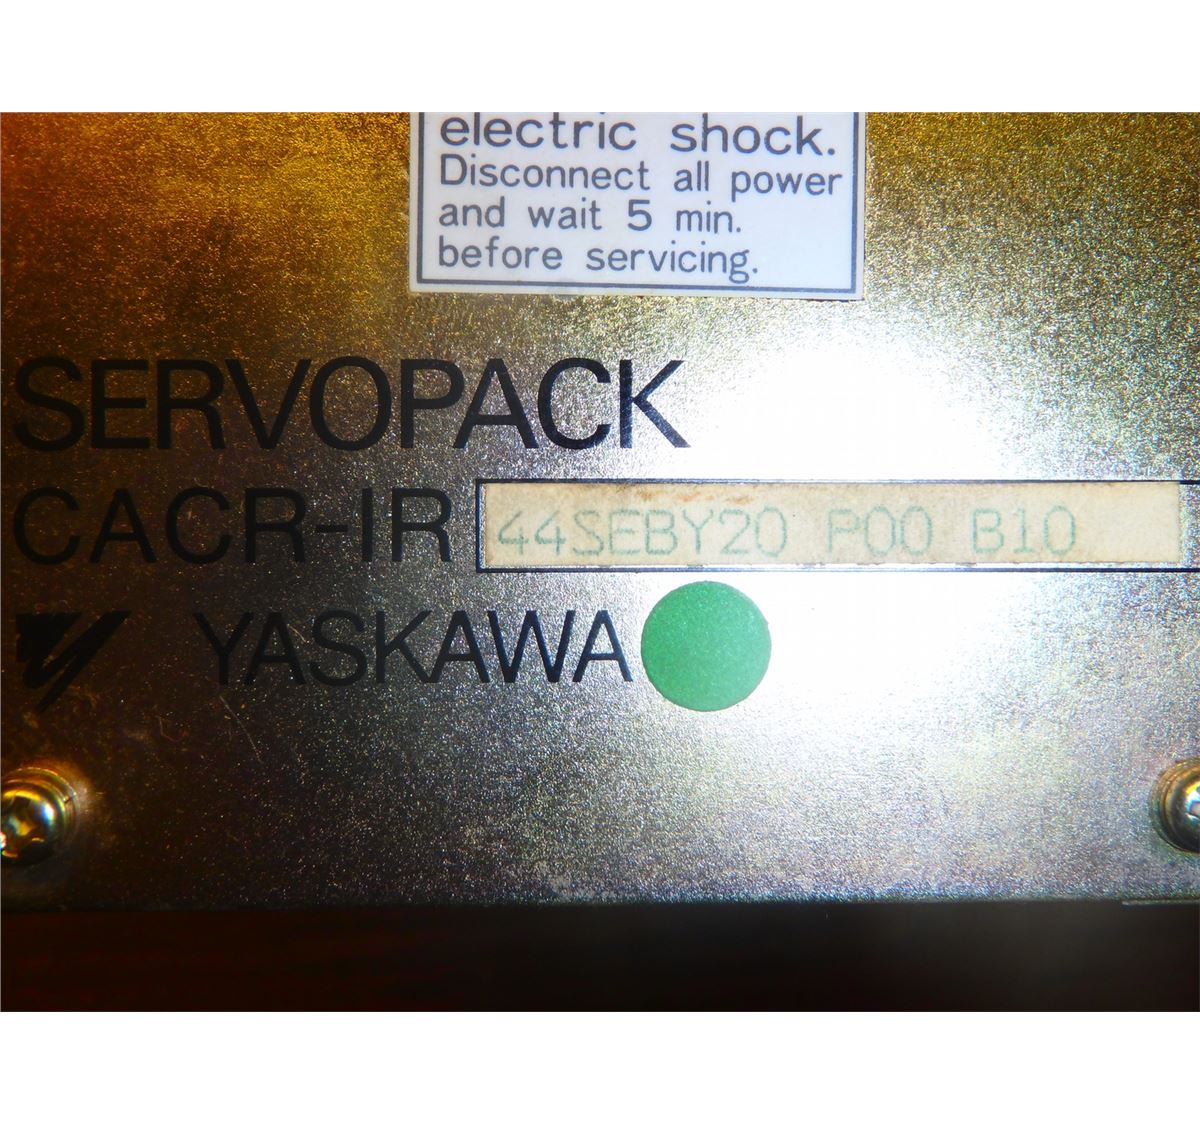 electric shock.
Disconnect all power
and wait 5 min.
before servicing.
SERVOPACK
CACR-IR 44SEBY20 P00 B10
YASKAWA